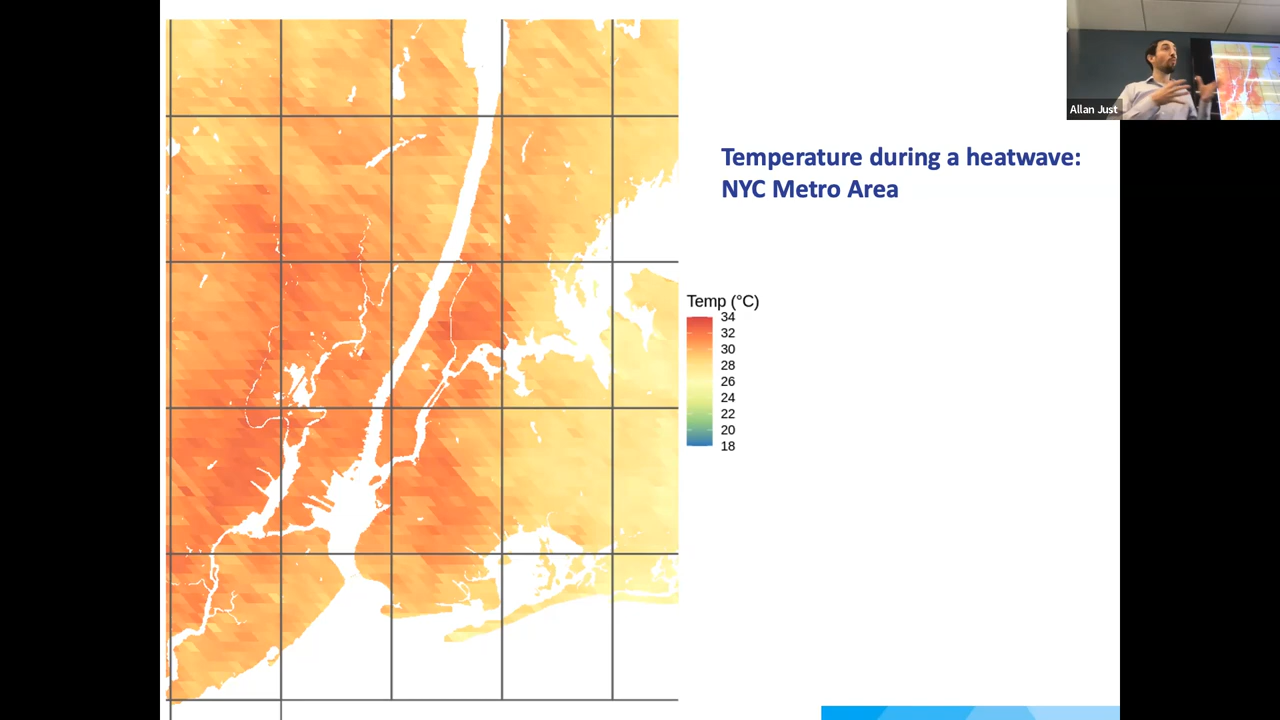 Allan Just
Temperature during a heatwave:
NYC Metro Area
Temp (°C)
34
32
30
28
26
24
22
20
18